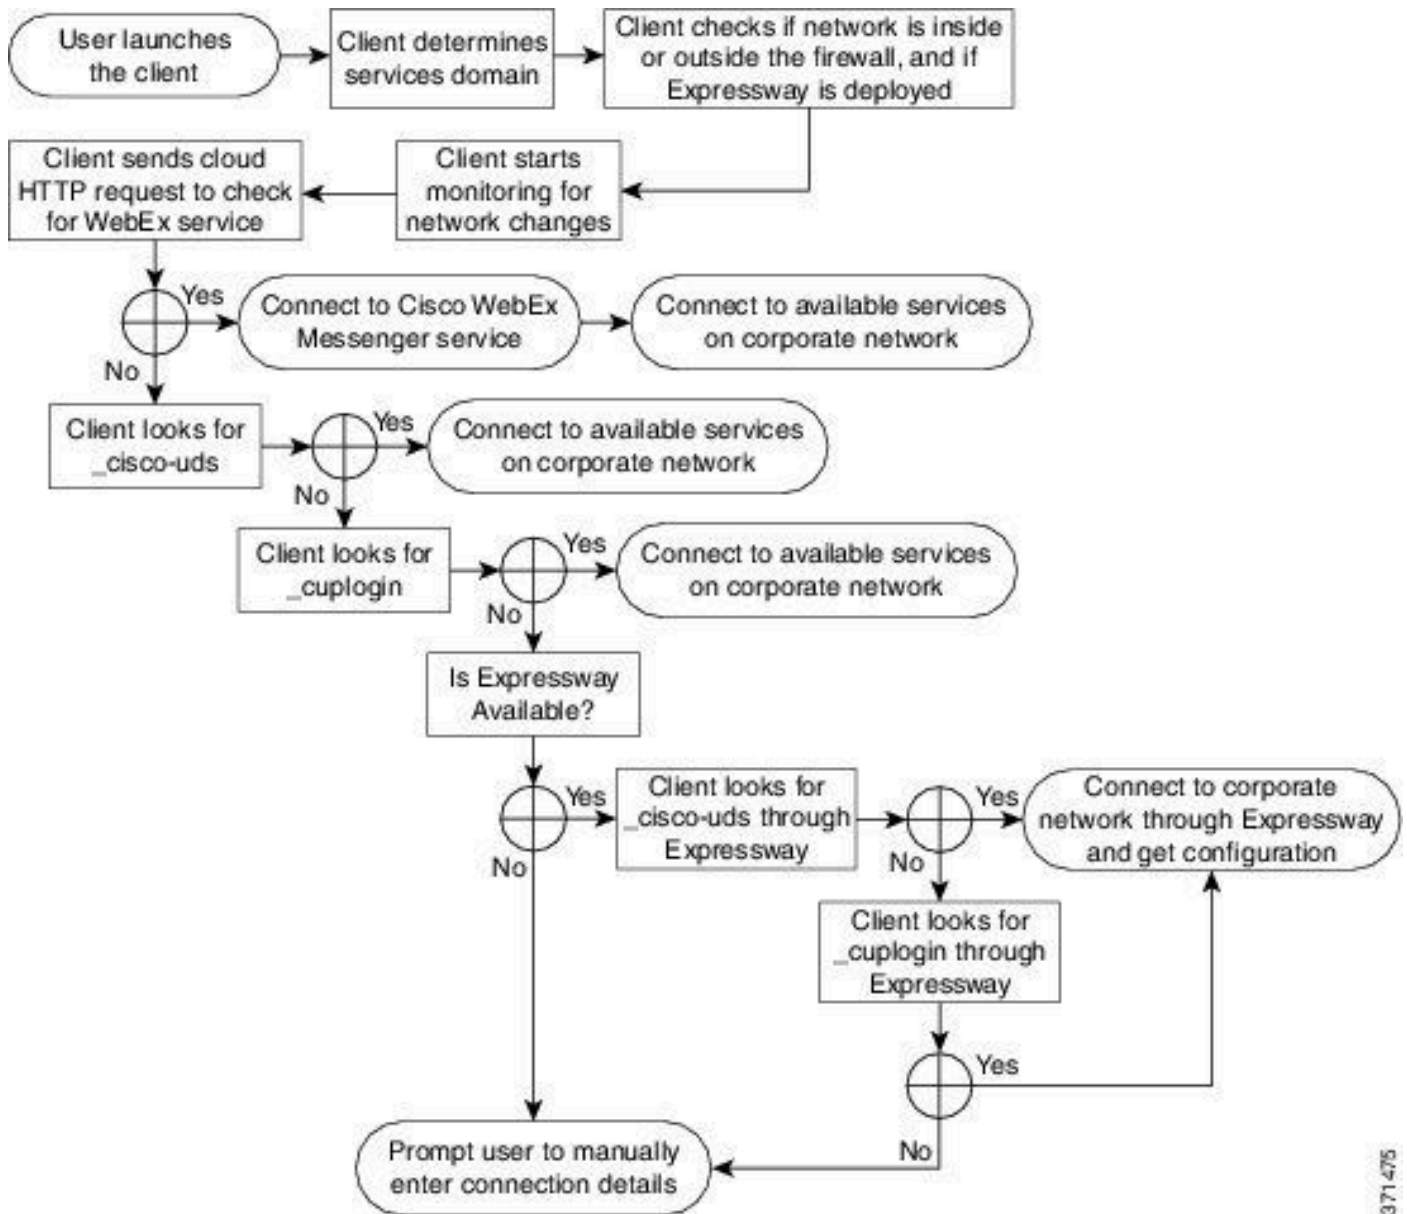 User launches
the client
Client determines
services domain
Client checks if network is inside
or outside the firewall, and if
Expressway is deployed
Client sends cloud
HTTP request to check
for WebEx service
Client starts
monitoring for
network changes
Yes
No
Connect to Cisco WebEx
Messenger service
Connect to available services
on corporate network
Client looks for
_cisco-uds
Yes
No
Connect to available services
on corporate network
Client looks for
_cuplogin
Yes
No
Connect to available services
on corporate network
Is Expressway
Available?
Yes
No
Client looks for
_cisco-uds through
Expressway
Yes
No
Connect to corporate
network through Expressway
and get configuration
Client looks for
_cuplogin through
Expressway
Yes
No
Prompt user to manually
enter connection details
371475